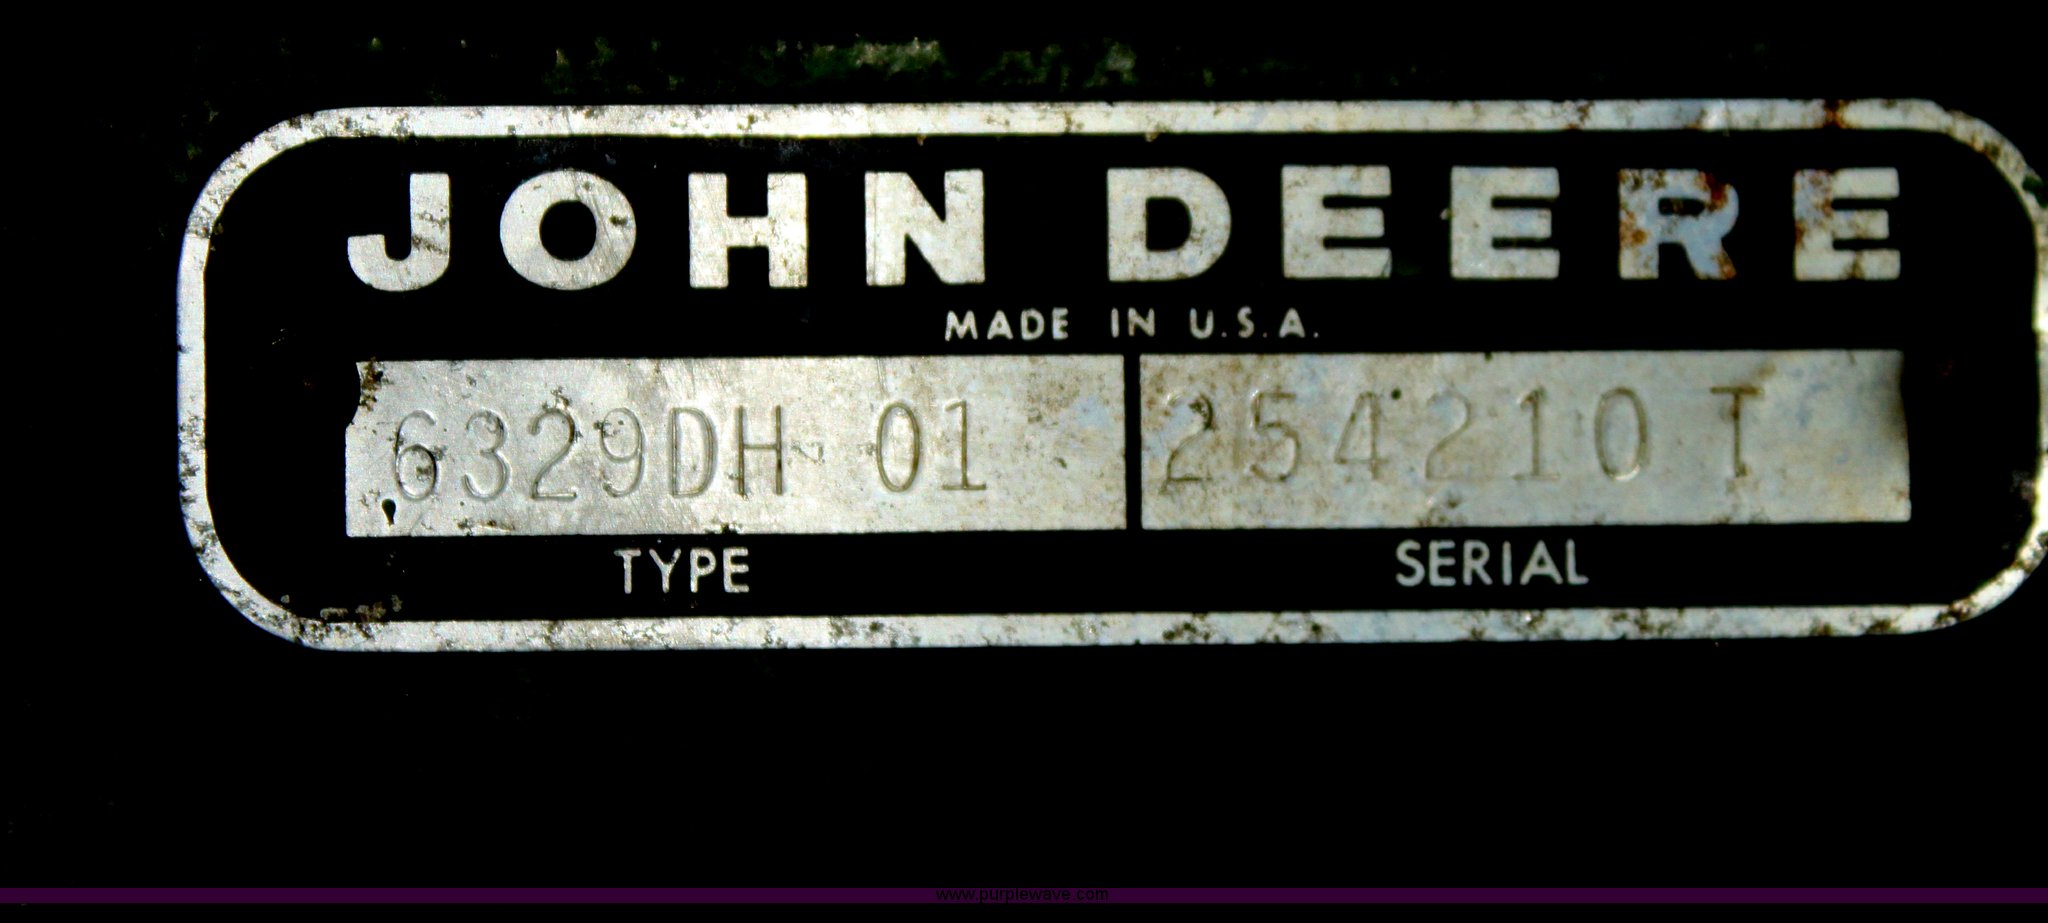 JOHN DEERE
MADE IN U.S.A.
6329DH 01 254210 T
TYPE SERIAL
www.purplewave.com